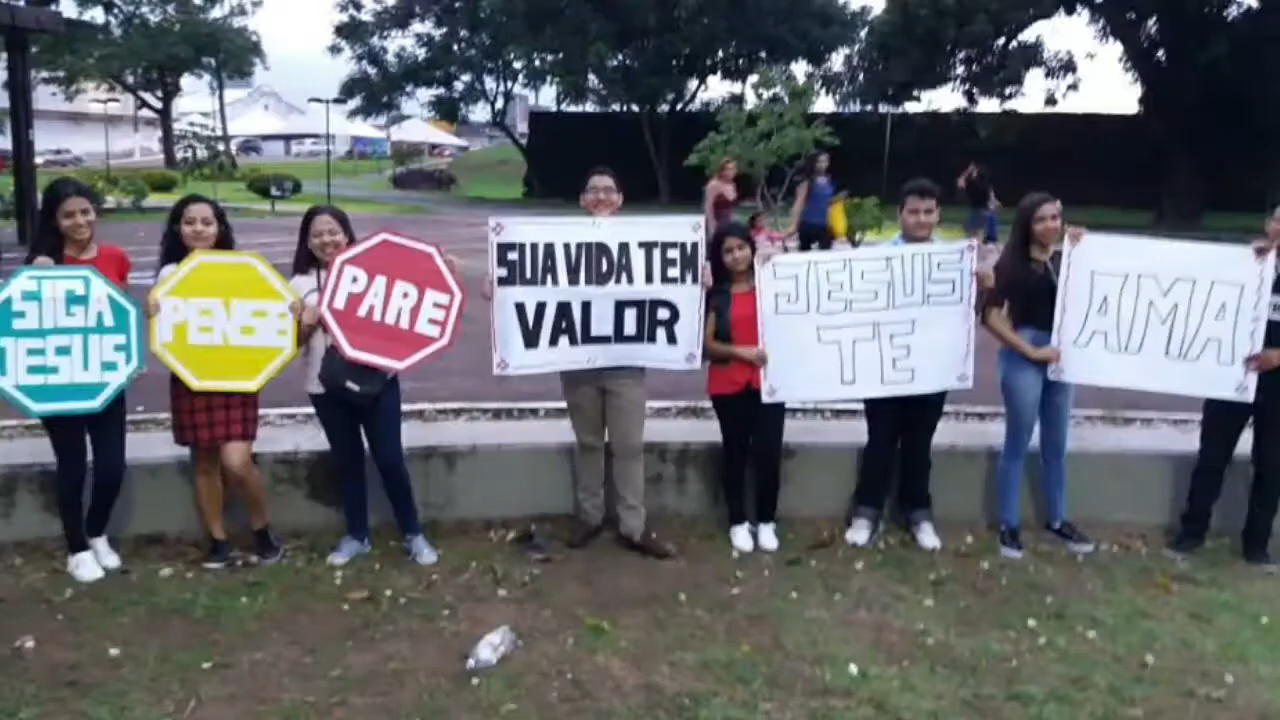 SIGA
JESUS
PENSE
PARE
SUA VIDA TEM
VALOR
JESUS
TE
AMA